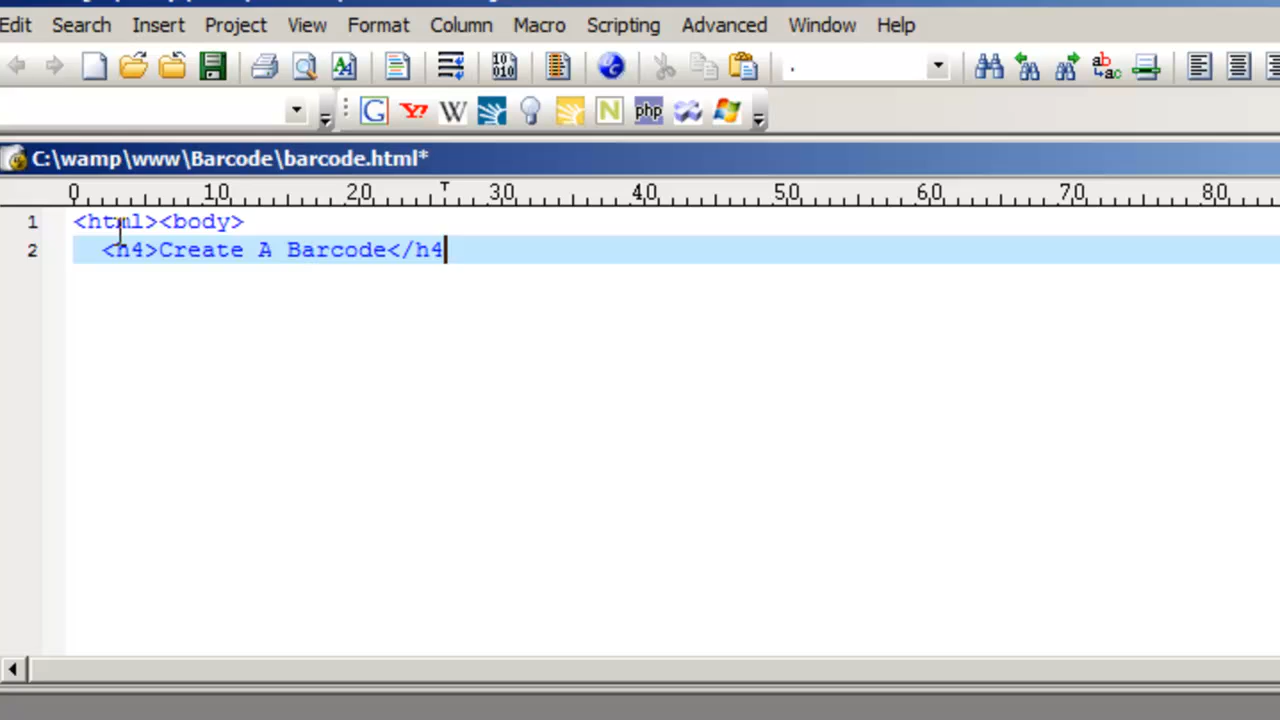 Edit Search Insert Project View Format Column Macro Scripting Advanced Window Help
.
G Y! W N php
C:\wamp\www\Barcode\barcode.html*
0 10 20 30 40 50 60 70 80
1 <html><body>
2 <h4>Create A Barcode</h4